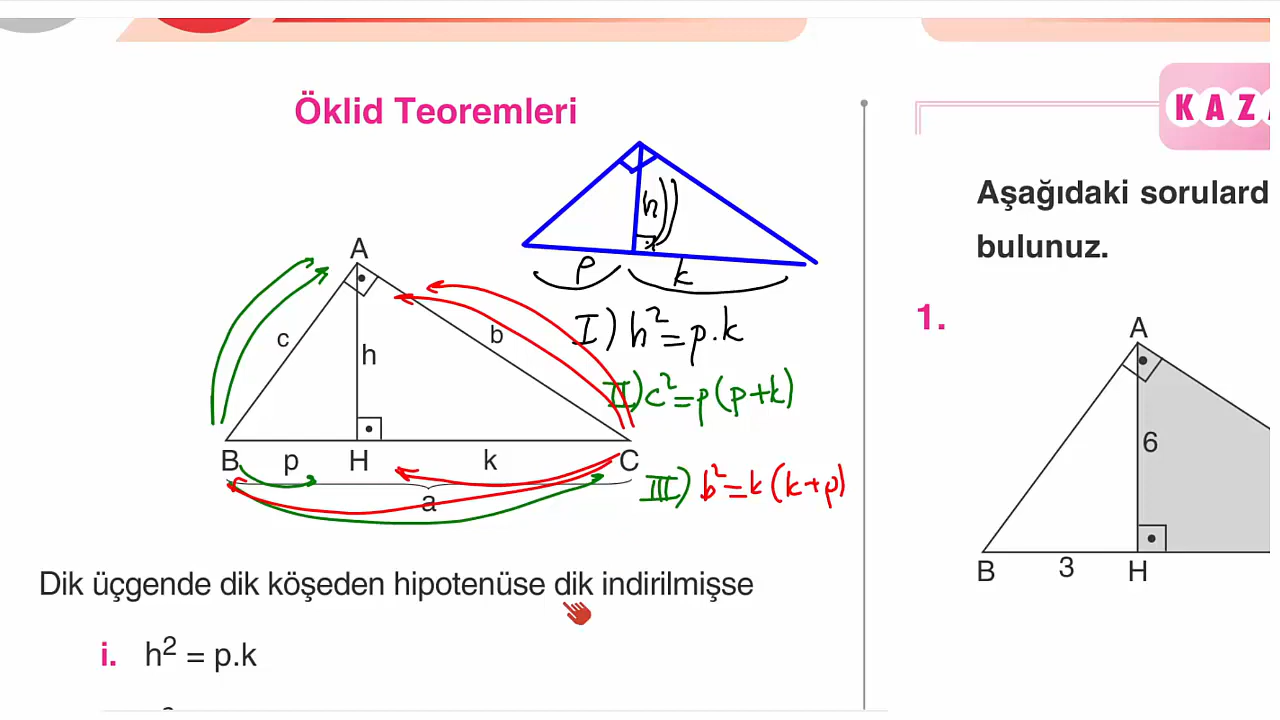 Öklid Teoremleri
h
p k
I) h²=p.k
II) c²=p(p+k)
III) b²=k(k+p)
A
c h b
B p H k C
a
Dik üçgende dik köşeden hipotenüse dik indirilmişse
i. h² = p.k
KAZ
Aşağıdaki sorulard
bulunuz.
1.
A
6
B 3 H